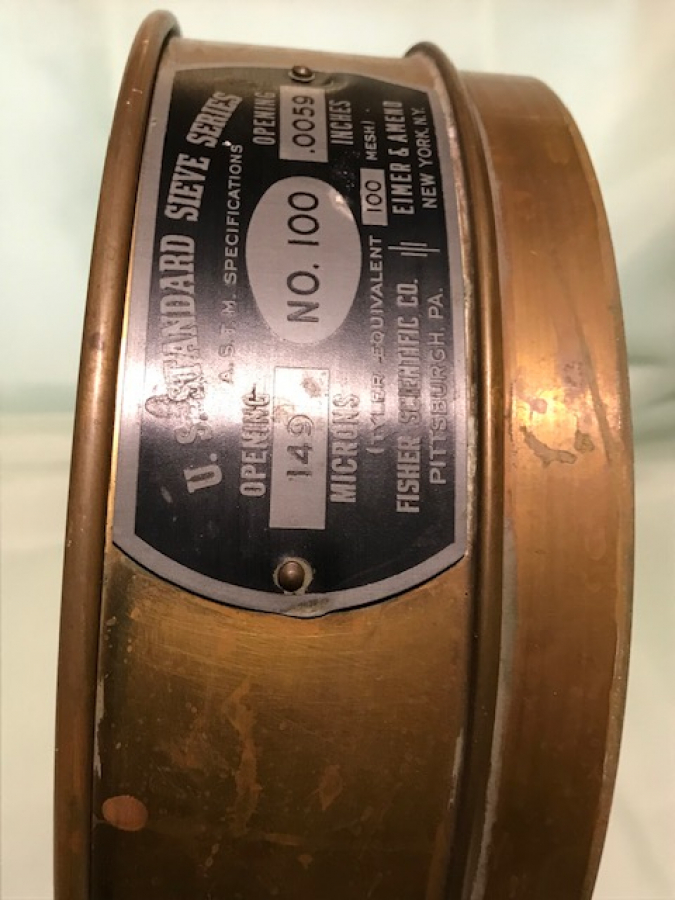 U. S. STANDARD SIEVE SERIES
A. S. T. M. SPECIFICATIONS
OPENING
149
MICRONS
NO. 100
OPENING
.0059
INCHES
(TYLER EQUIVALENT 100 MESH)
FISHER SCIENTIFIC CO.
PITTSBURGH, PA.
EIMER & AMEND
NEW YORK, N.Y.